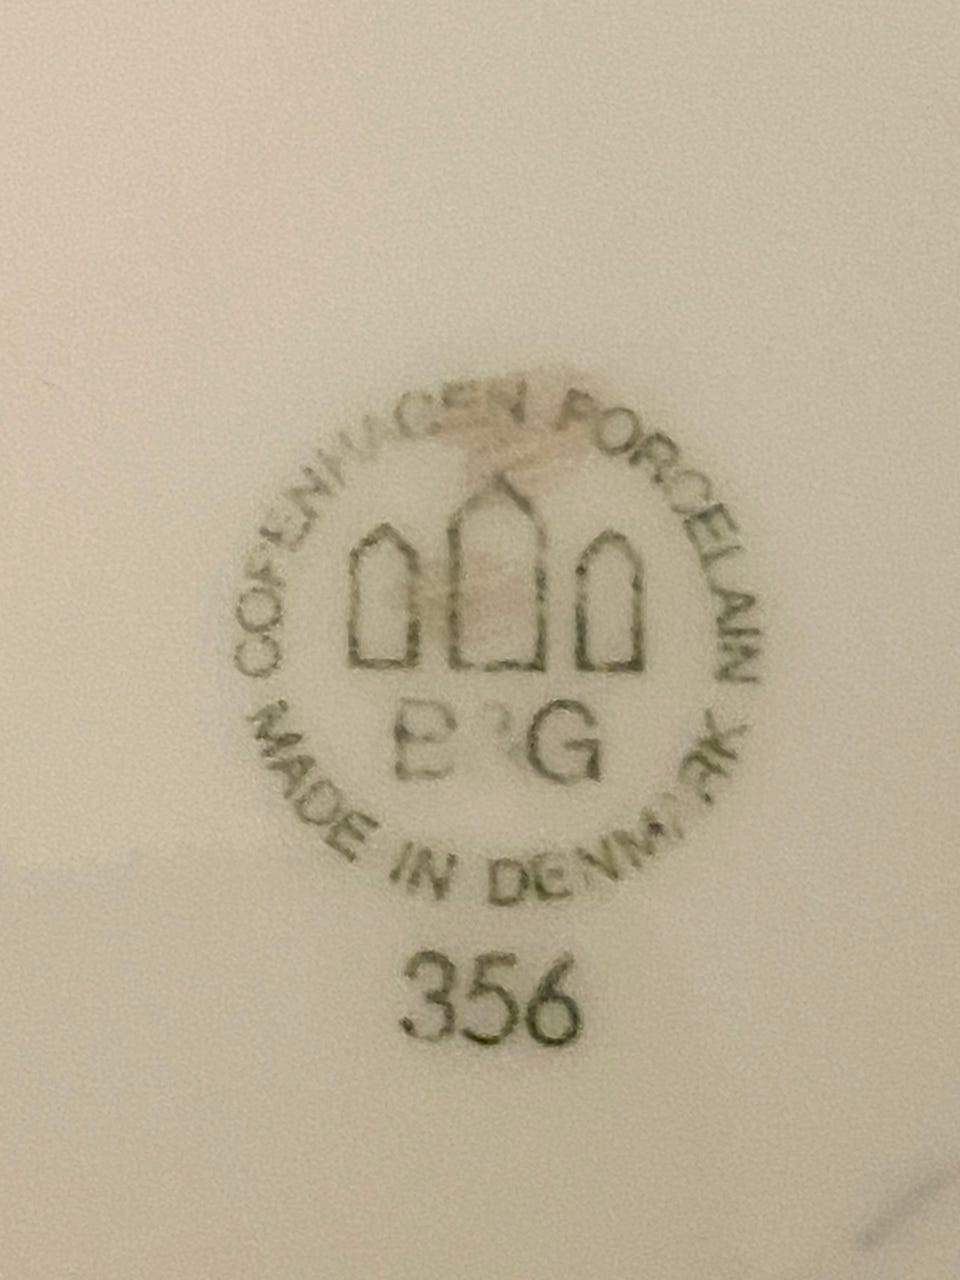 COPENHAGEN PORCELAIN
B&G
MADE IN DENMARK
356